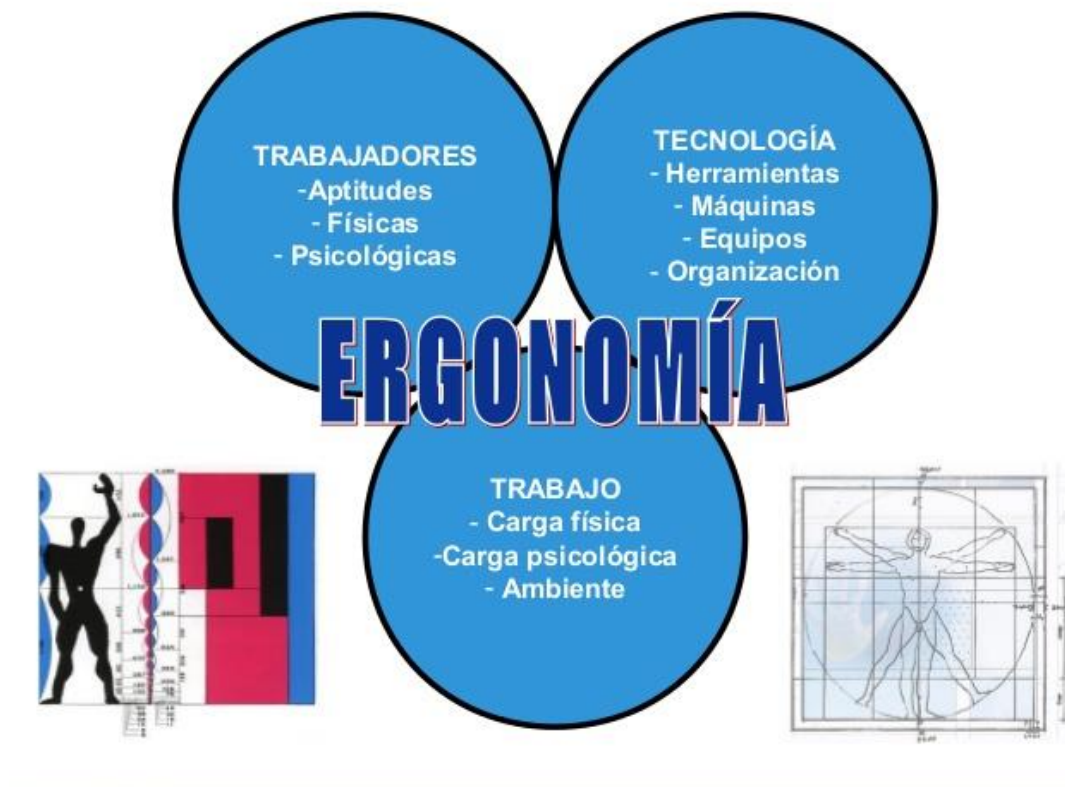 TRABAJADORES
-Aptitudes
- Físicas
- Psicológicas
TECNOLOGÍA
- Herramientas
- Máquinas
- Equipos
- Organización
ERGONOMÍA
TRABAJO
- Carga física
-Carga psicológica
- Ambiente